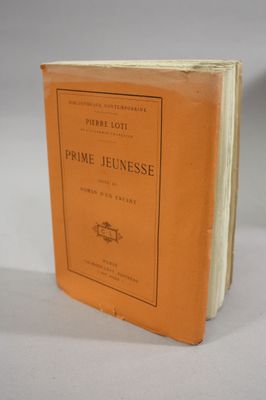 BIBLIOTHÈQUE CONTEMPORAINE
PIERRE LOTI
DE L'ACADÉMIE FRANÇAISE
PRIME JEUNESSE
SUITE AU
ROMAN D'UN ENFANT
PARIS
CALMANN-LÉVY, ÉDITEURS